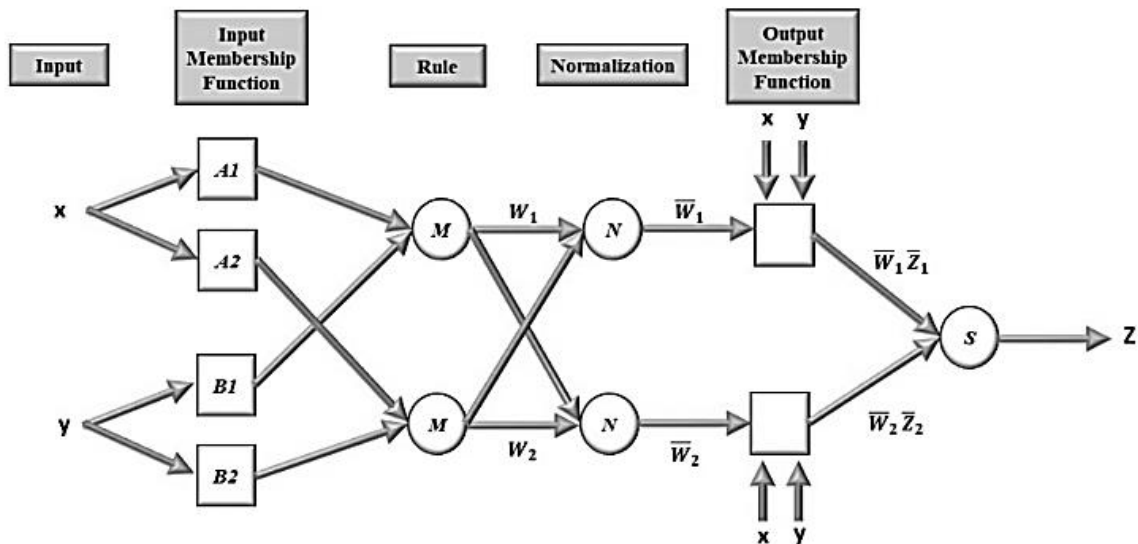 Input
Input
Membership
Function
Rule
Normalization
Output
Membership
Function
x y
A1
x
A2
M
W₁
N
W̅₁
W̅₁ Z̅₁
S
Z
B1
y
B2
M
W₂
N
W̅₂
W̅₂ Z̅₂
x y